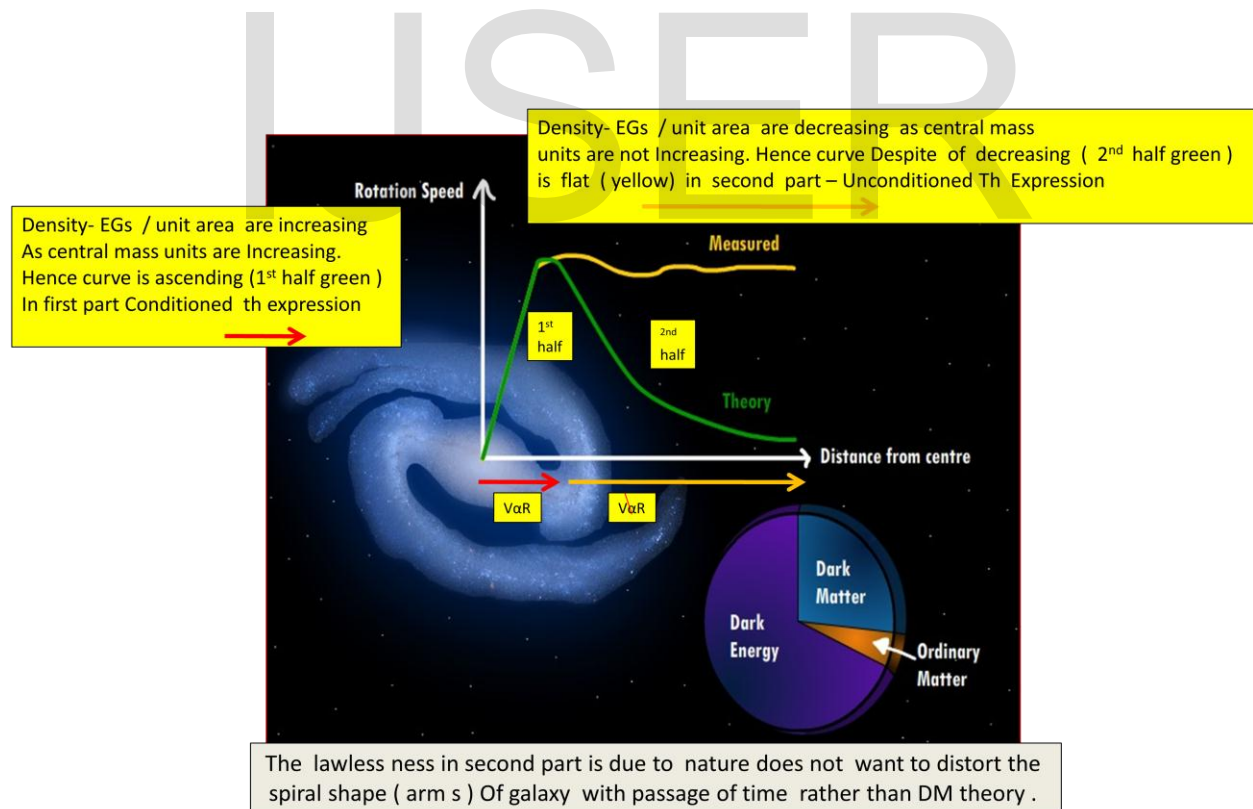 IJSER
Density- EGs / unit area are decreasing as central mass
units are not Increasing. Hence curve Despite of decreasing ( 2nd half green )
is flat ( yellow) in second part – Unconditioned Th Expression
Rotation Speed
Density- EGs / unit area are increasing
As central mass units are Increasing.
Hence curve is ascending (1st half green )
In first part Conditioned th expression
Measured
1st
half
2nd
half
Theory
Distance from centre
VαR
VαR
Dark
Matter
Dark
Energy
Ordinary
Matter
The lawless ness in second part is due to nature does not want to distort the
spiral shape ( arm s ) Of galaxy with passage of time rather than DM theory .